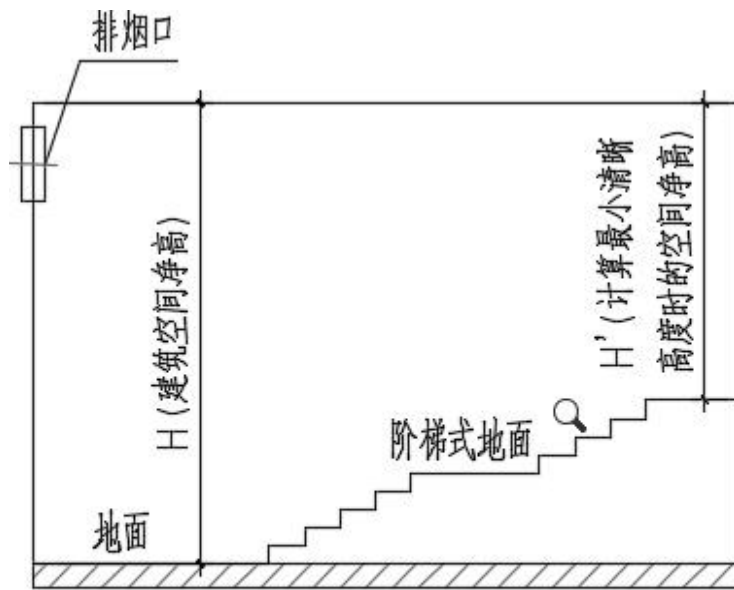 排烟口
H(建筑空间净高)
H'(计算最小清晰
高度时的空间净高)
阶梯式地面
地面